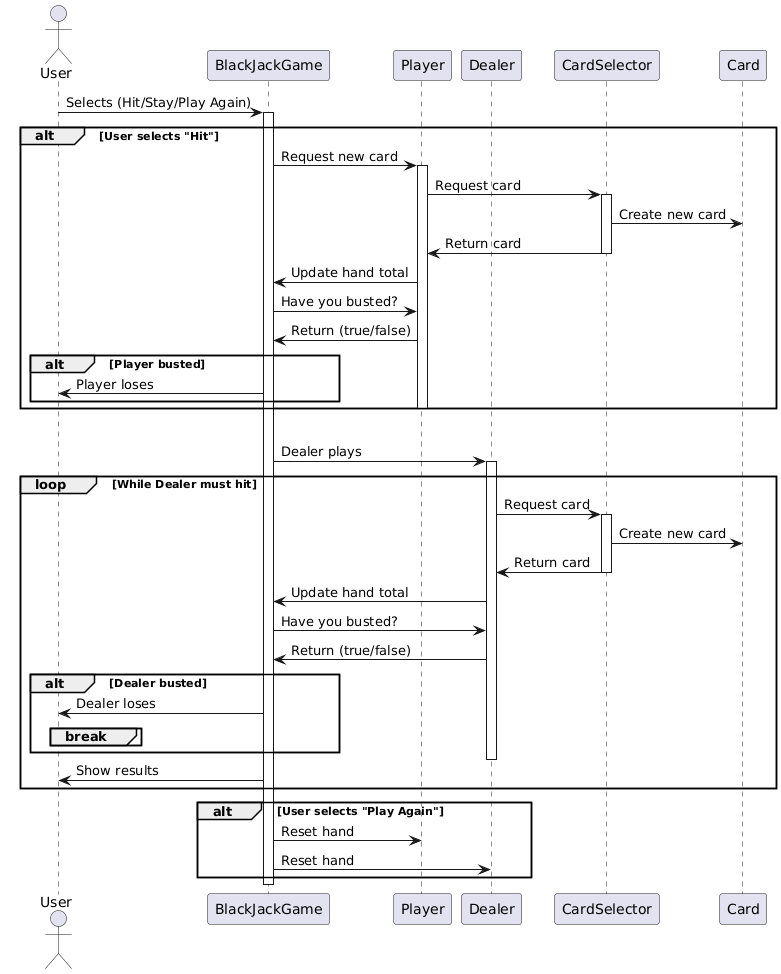 User
BlackJackGame
Player
Dealer
CardSelector
Card
Selects (Hit/Stay/Play Again)
alt
[User selects "Hit"]
Request new card
Request card
Create new card
Return card
Update hand total
Have you busted?
Return (true/false)
alt
[Player busted]
Player loses
Dealer plays
loop
[While Dealer must hit]
Request card
Create new card
Return card
Update hand total
Have you busted?
Return (true/false)
alt
[Dealer busted]
Dealer loses
break
Show results
alt
[User selects "Play Again"]
Reset hand
Reset hand
User
BlackJackGame
Player
Dealer
CardSelector
Card